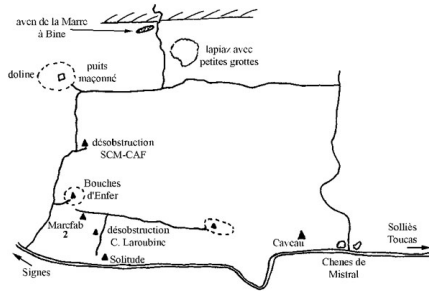 aven de la Marre
à Bine
lapiaz avec
petites grottes
puits
maçonné
doline
désobstruction
SCM-CAF
Bouches
d'Enfer
Marcfab
2
désobstruction
C. Laroubine
Solitude
Caveau
Solliès
Toucas
Chenes de
Mistral
Signes